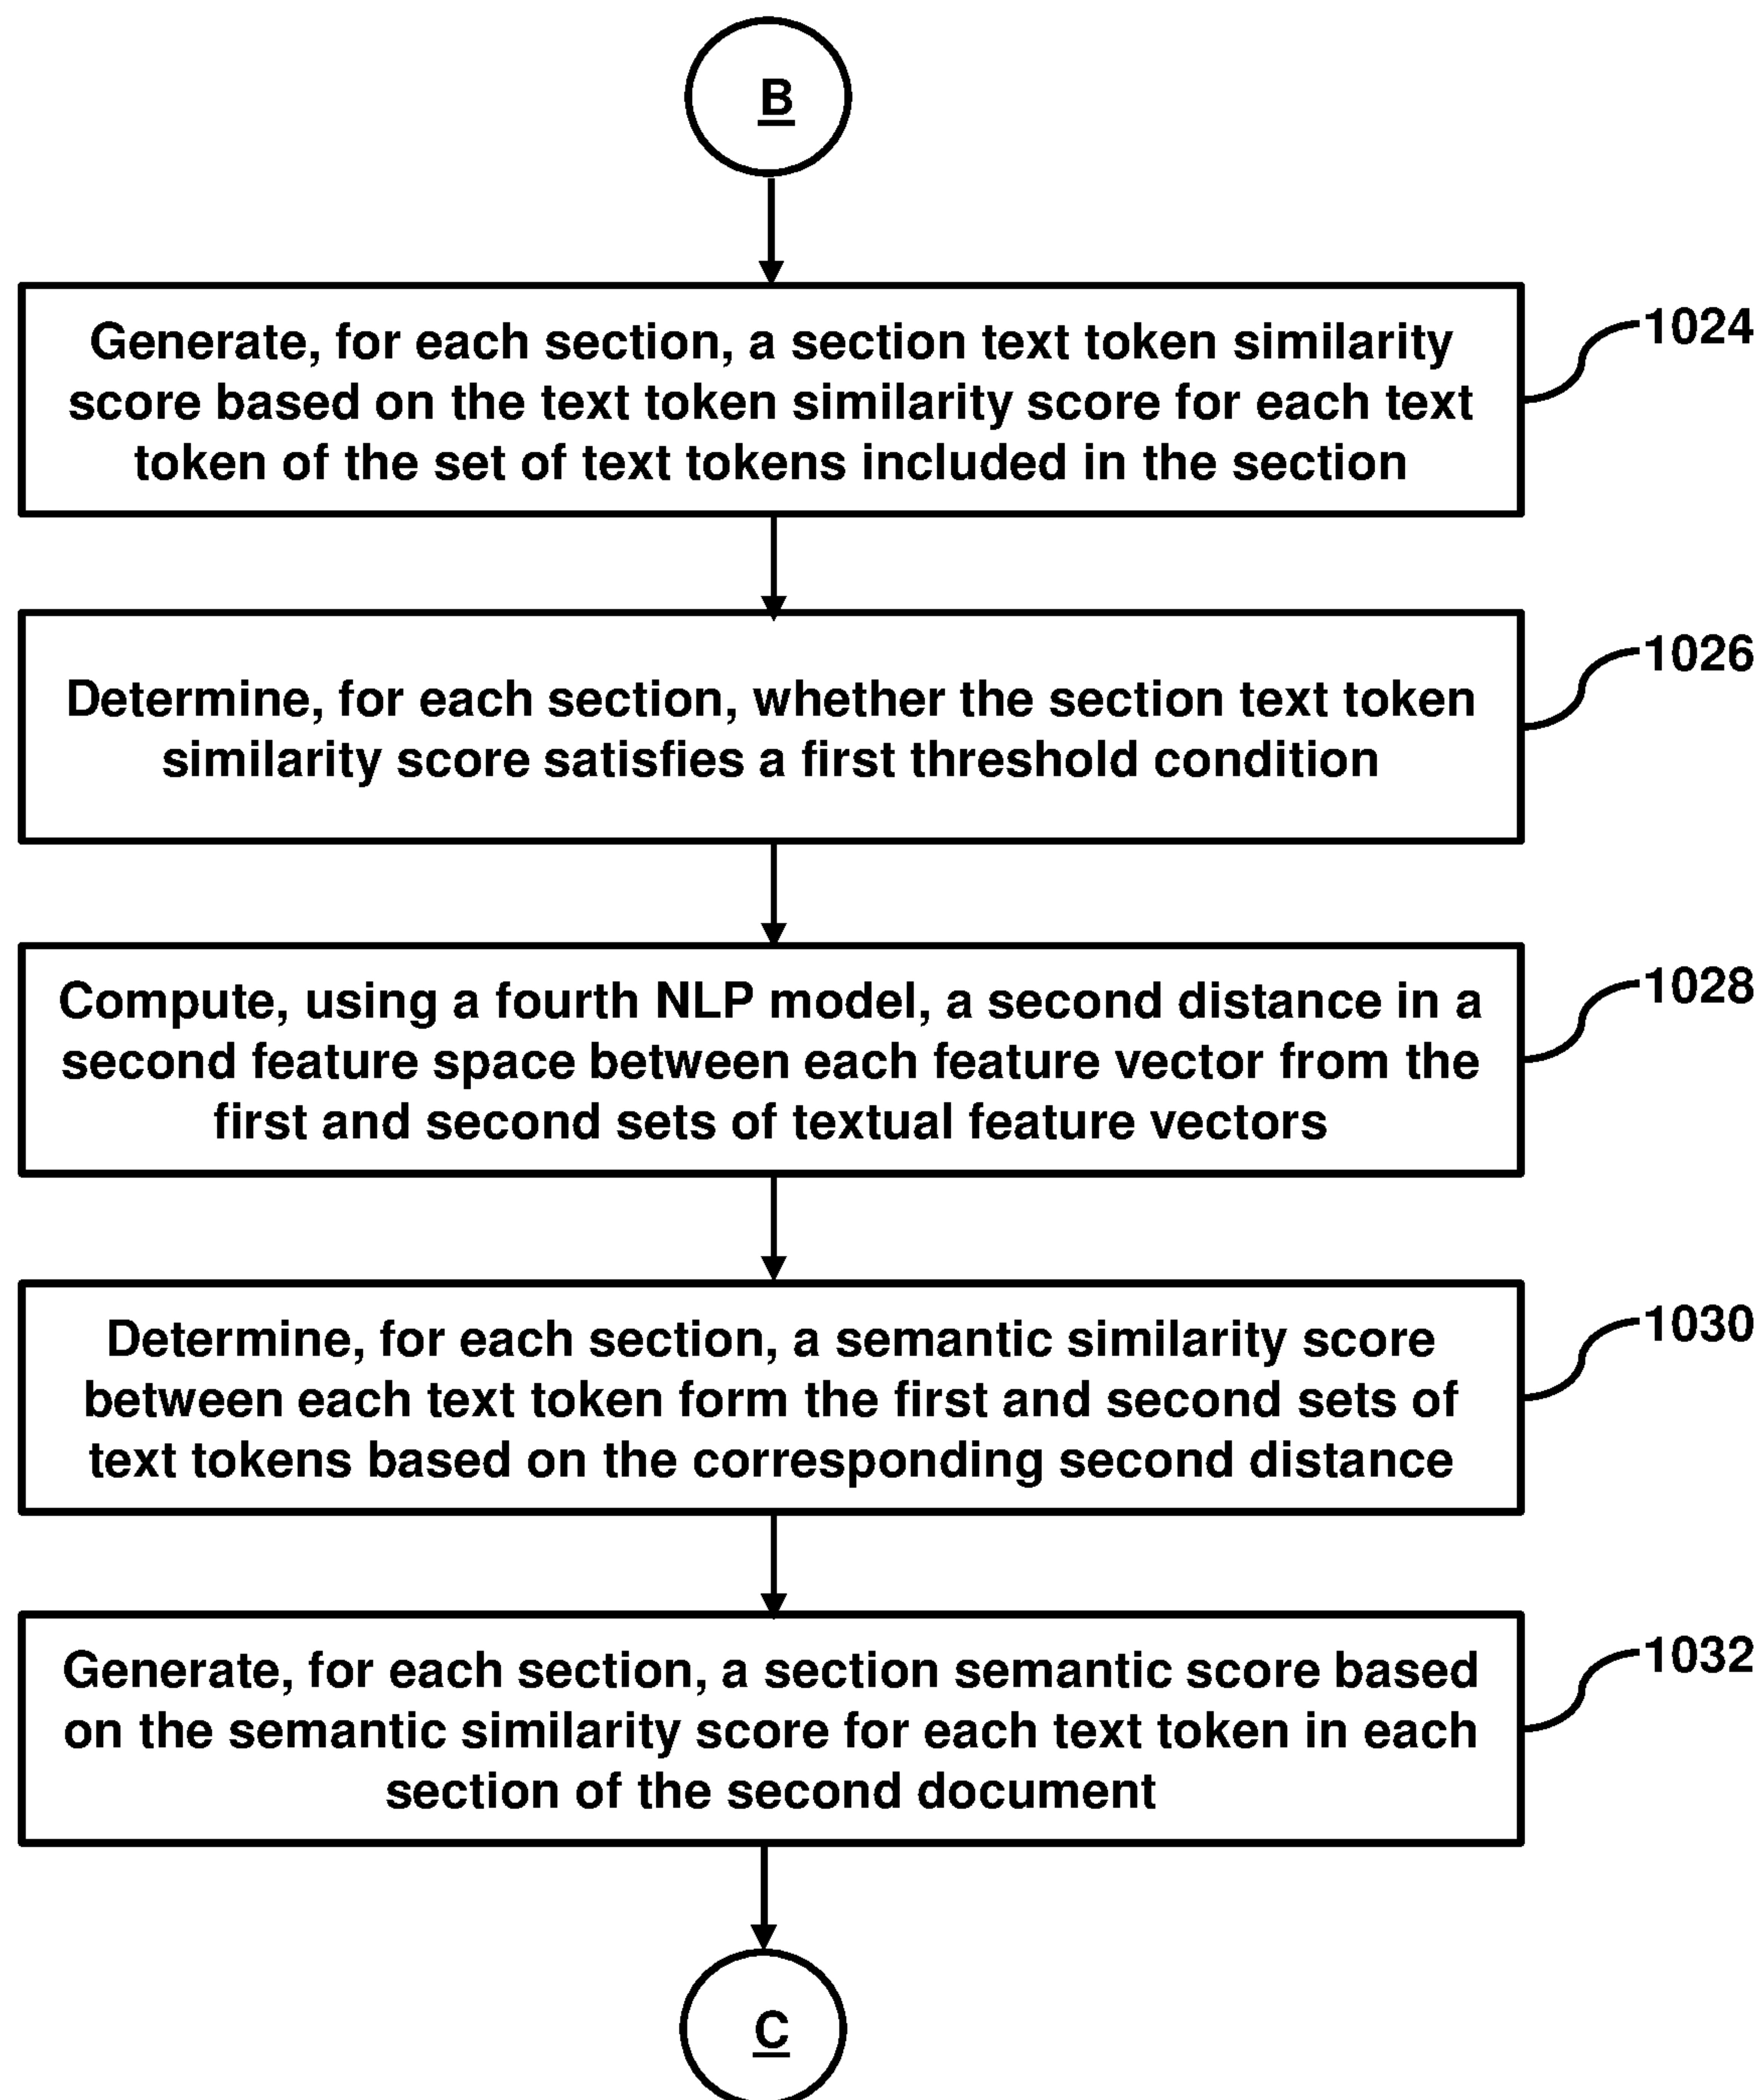 B
Generate, for each section, a section text token similarity
score based on the text token similarity score for each text
token of the set of text tokens included in the section
1024
Determine, for each section, whether the section text token
similarity score satisfies a first threshold condition
1026
Compute, using a fourth NLP model, a second distance in a
second feature space between each feature vector from the
first and second sets of textual feature vectors
1028
Determine, for each section, a semantic similarity score
between each text token form the first and second sets of
text tokens based on the corresponding second distance
1030
Generate, for each section, a section semantic score based
on the semantic similarity score for each text token in each
section of the second document
1032
C